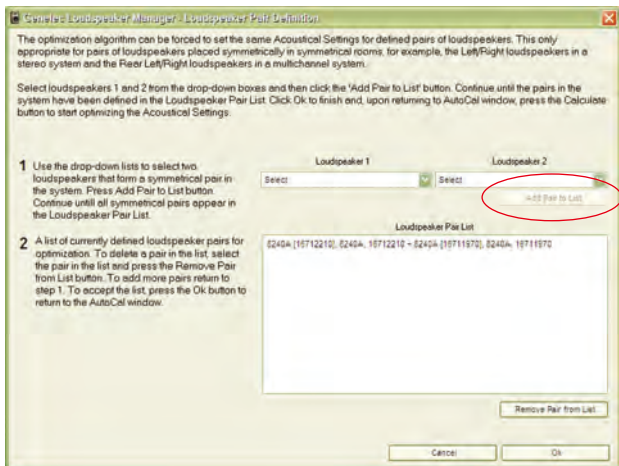 Genelec Loudspeaker Manager - Loudspeaker Pair Definition
The optimization algorithm can be forced to set the same Acoustical Settings for defined pairs of loudspeakers. This only
appropriate for pairs of loudspeakers placed symmetrically in symmetrical rooms, for example, the Left/Right loudspeakers in a
stereo system and the Rear Left/Right loudspeakers in a multichannel system.
Select loudspeakers 1 and 2 from the drop-down boxes and then click the 'Add Pair to List' button. Continue until the pairs in the
system have been defined in the Loudspeaker Pair List. Click Ok to finish and, upon returning to AutoCal window, press the Calculate
button to start optimizing the Acoustical Settings.
1 Use the drop-down lists to select two
loudspeakers that form a symmetrical pair in
the system. Press Add Pair to List button.
Continue untill all symmetrical pairs appear in
the Loudspeaker Pair List.
Loudspeaker 1
Loudspeaker 2
Select
Select
Add Pair to List
2 A list of currently defined loudspeaker pairs for
optimization. To delete a pair in the list, select
the pair in the list and press the Remove Pair
from List button. To add more pairs return to
step 1. To accept the list, press the Ok button to
return to the AutoCal window.
Loudspeaker Pair List
8240A [16712210], 8240A, 16712210 - 8240A [16711970], 8240A, 16711970
Remove Pair from List
Cancel
Ok